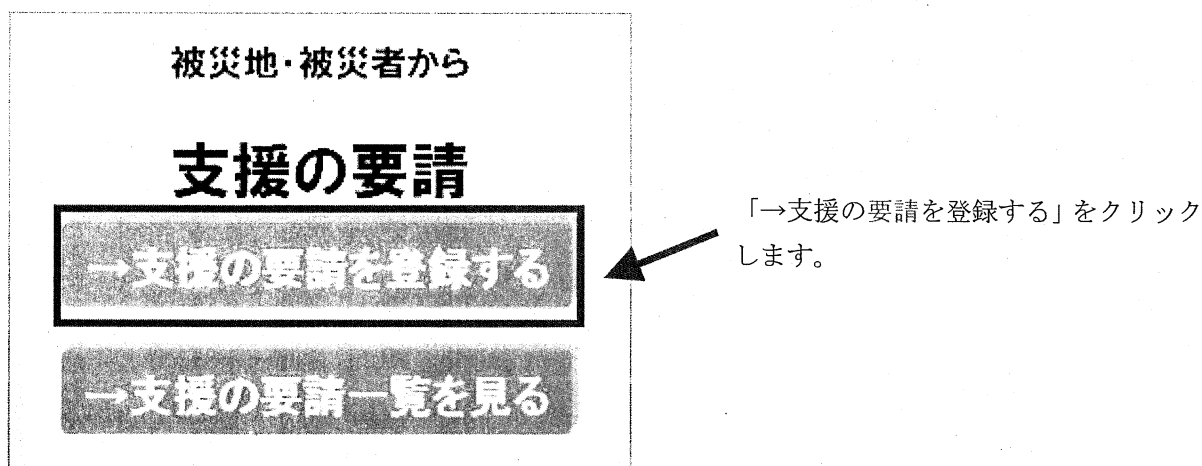 被災地・被災者から
支援の要請
→支援の要請を登録する
「→支援の要請を登録する」をクリック
します。
→支援の要請一覧を見る